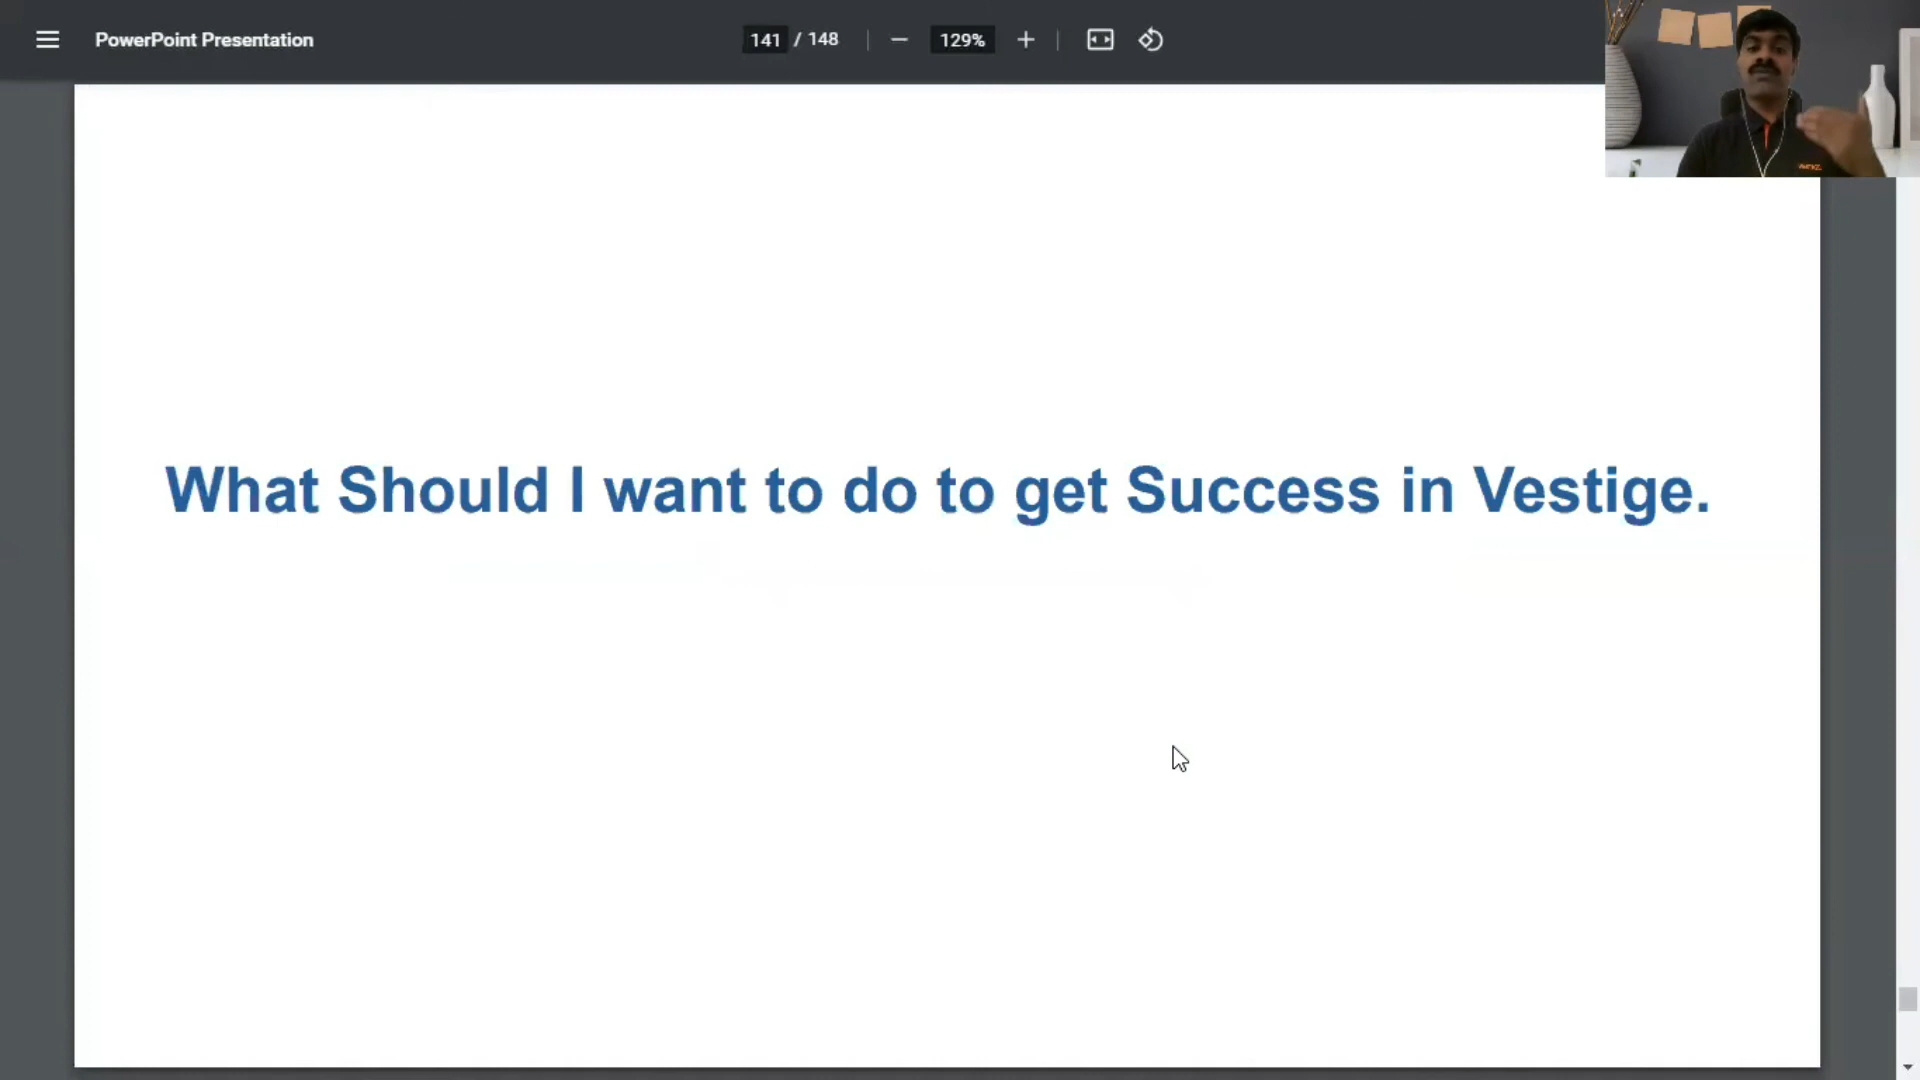 PowerPoint Presentation
141 / 148
129%
What Should I want to do to get Success in Vestige.